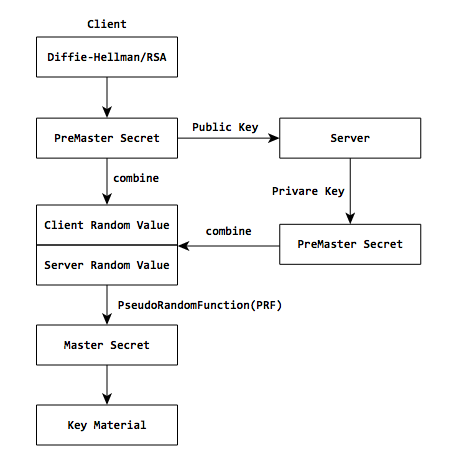 Client
Diffie-Hellman/RSA
PreMaster Secret
Public Key
Server
combine
Privare Key
Client Random Value
combine
PreMaster Secret
Server Random Value
PseudoRandomFunction(PRF)
Master Secret
Key Material